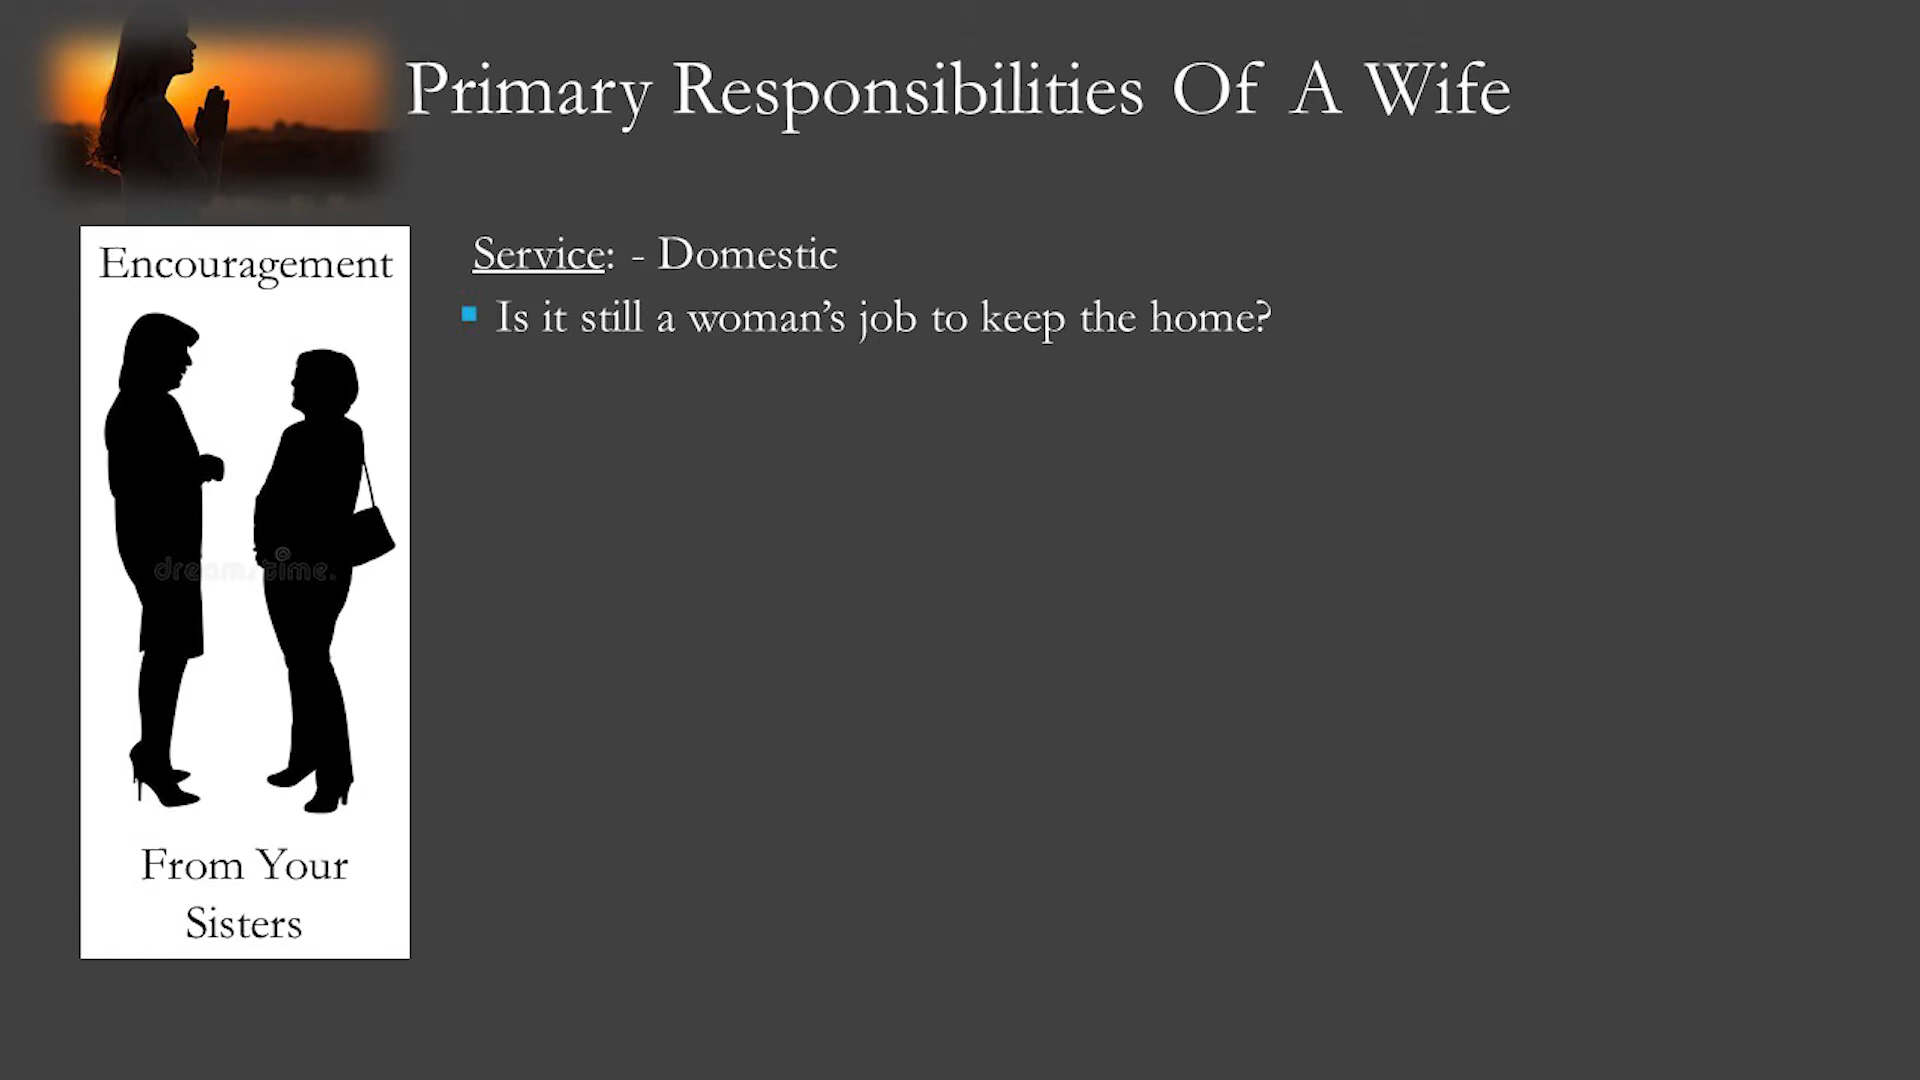 Primary Responsibilities Of A Wife
Encouragement
dreamstime.
From Your
Sisters
Service: - Domestic
Is it still a woman’s job to keep the home?